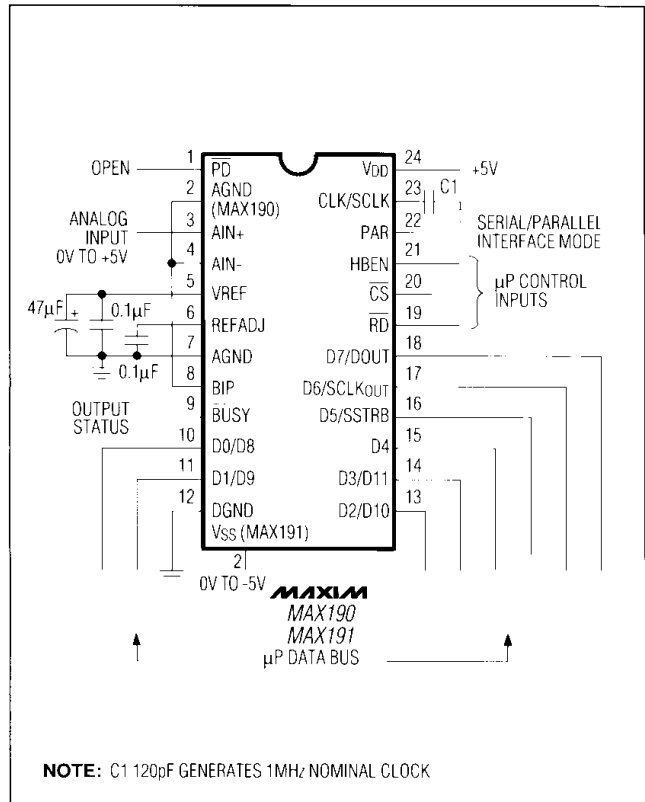 1 24
OPEN PD VDD +5V
2 AGND 23 C1
(MAX190) CLK/SCLK
ANALOG 3 22 SERIAL/PARALLEL
INPUT AIN+ PAR INTERFACE MODE
0V TO +5V 4 21
AIN- HBEN µP CONTROL
5 20 INPUTS
VREF CS
47µF + 0.1µF 6 19
REFADJ RD
7 18
AGND D7/DOUT
0.1µF 8 17
BIP D6/SCLKOUT
OUTPUT 9 16
STATUS BUSY D5/SSTRB
10 15
D0/D8 D4
11 14
D1/D9 D3/D11
12 13
DGND D2/D10
VSS (MAX191)
2
0V TO -5V MAXIM
MAX190
MAX191
µP DATA BUS
NOTE: C1 120pF GENERATES 1MHz NOMINAL CLOCK